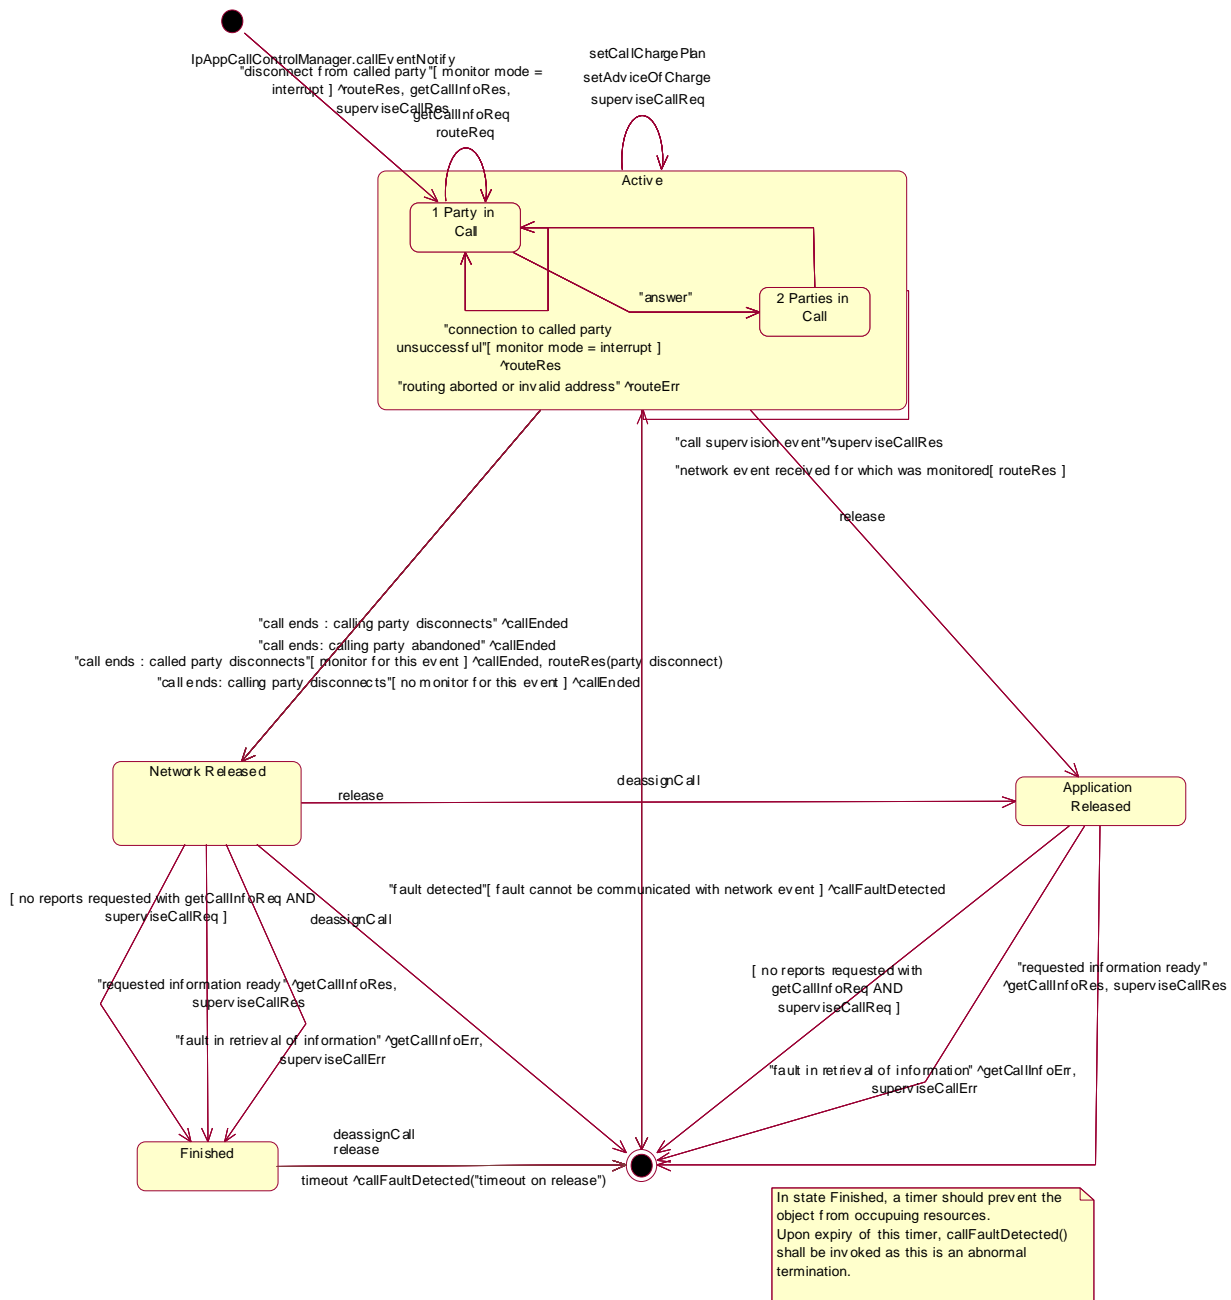 IpAppCallControlManager.callEventNotify
"disconnect from called party"[ monitor mode =
interrupt ] ^routeRes, getCallInfoRes,
superviseCallRes
getCallInfoReq
routeReq
setCallChargePlan
setAdviceOfCharge
superviseCallReq
Active
1 Party in
Call
"answer"
2 Parties in
Call
"connection to called party
unsuccessful"[ monitor mode = interrupt ]
^routeRes
"routing aborted or invalid address" ^routeErr
"call supervision event"^superviseCallRes
"network event received for which was monitored[ routeRes ]
release
"call ends : calling party disconnects" ^callEnded
"call ends: calling party abandoned" ^callEnded
"call ends : called party disconnects"[ monitor for this event ] ^callEnded, routeRes(party disconnect)
"call ends: calling party disconnects"[ no monitor for this event ] ^callEnded
Network Released
release
deassignCall
Application
Released
"fault detected"[ fault cannot be communicated with network event ] ^callFaultDetected
[ no reports requested with getCallInfoReq AND
superviseCallReq ]
deassignCall
"requested information ready" ^getCallInfoRes,
superviseCallRes
"fault in retrieval of information" ^getCallInfoErr,
superviseCallErr
[ no reports requested with
getCallInfoReq AND
superviseCallReq ]
"requested information ready"
^getCallInfoRes, superviseCallRes
"fault in retrieval of information" ^getCallInfoErr,
superviseCallErr
Finished
deassignCall
release
timeout ^callFaultDetected("timeout on release")
In state Finished, a timer should prevent the
object from occupuing resources.
Upon expiry of this timer, callFaultDetected()
shall be invoked as this is an abnormal
termination.